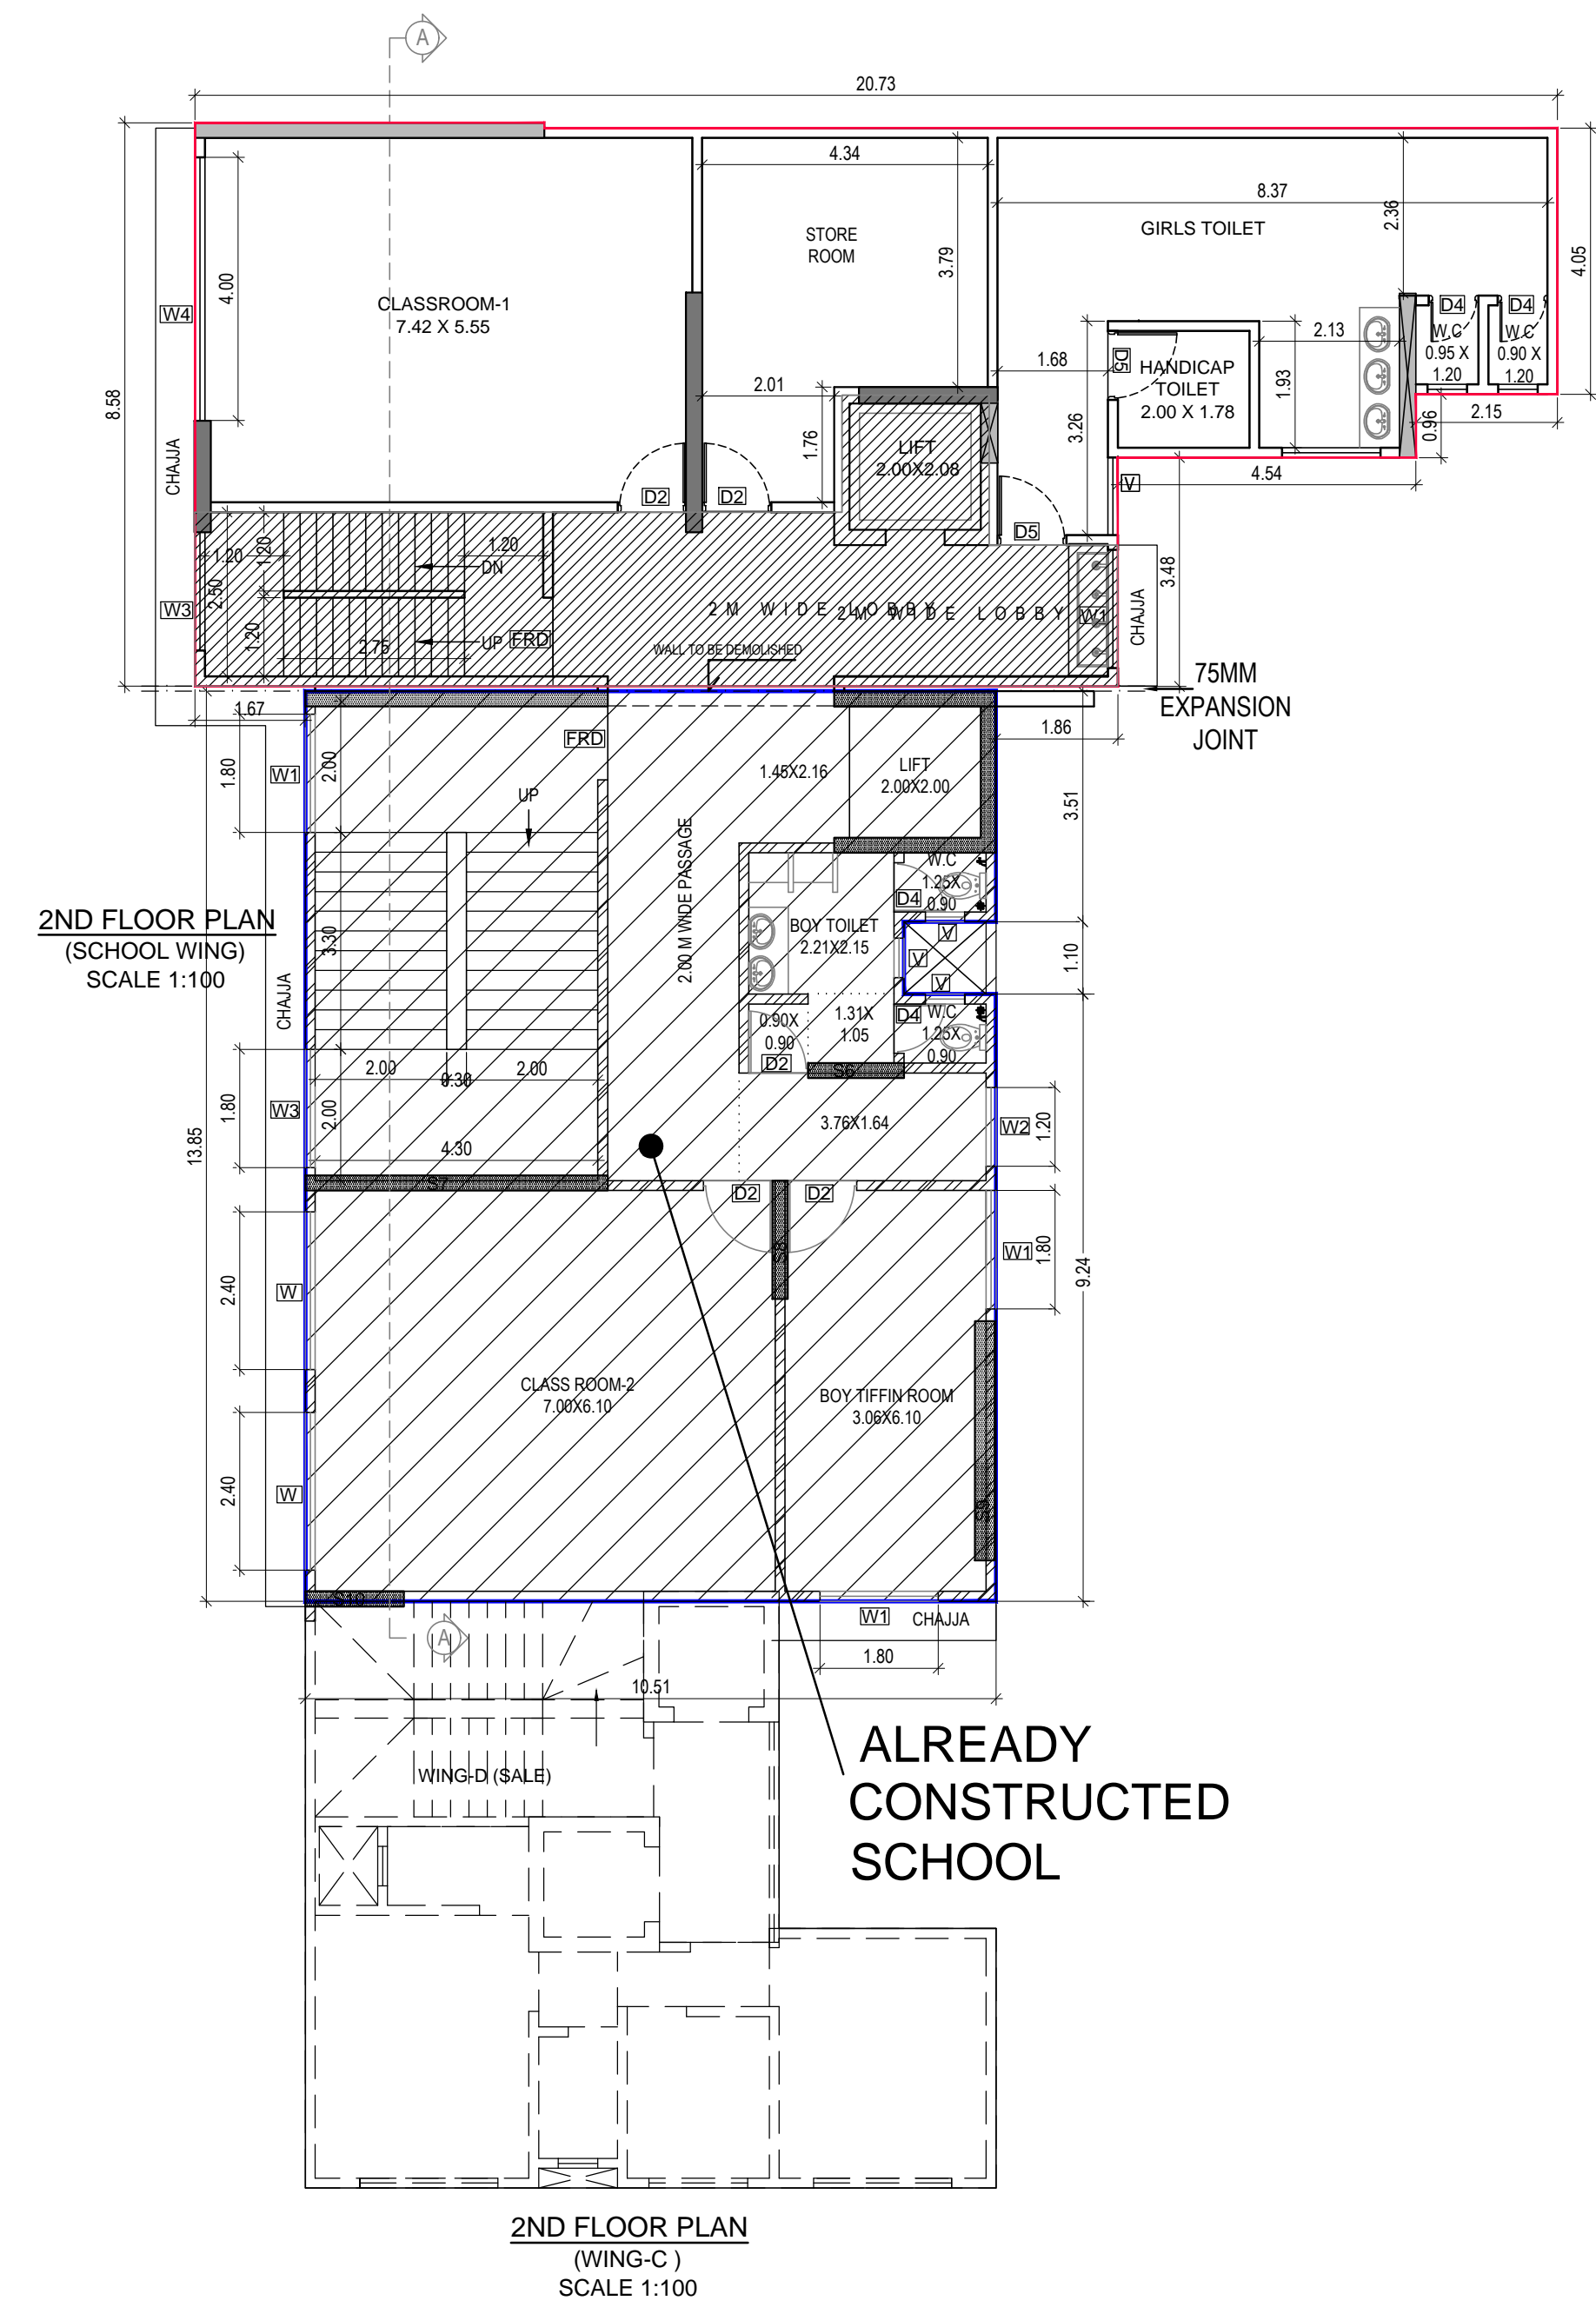 A
20.73
4.34
8.37
2.36
4.05
STORE
ROOM
3.79
GIRLS TOILET
4.00
W4
CLASSROOM-1
7.42 X 5.55
8.58
CHAJJA
D4
D4
W.C
0.95 X
1.20
W.C
0.90 X
1.20
2.13
1.93
1.68
D5
HANDICAP
TOILET
2.00 X 1.78
2.01
1.76
3.26
0.96
2.15
LIFT
2.00X2.08
4.54
V
D2
D2
D5
1.20
1.20
1.20
2.50
DN
W3
1.20
UP
FRD
2.75
2M WIDE LOBBY
2M WIDE LOBBY
W1
CHAJJA
3.48
WALL TO BE DEMOLISHED
75MM
EXPANSION
JOINT
1.67
1.86
FRD
1.80
W1
2.00
1.45X2.16
LIFT
2.00X2.00
UP
3.51
2.00 M WIDE PASSAGE
W.C
1.25X
0.90
D4
2ND FLOOR PLAN
(SCHOOL WING)
SCALE 1:100
3.30
BOY TOILET
2.21X2.15
V
V
V
1.10
CHAJJA
0.90X
0.90
D2
1.31X
1.05
D4
W.C
1.25X
0.90
S6
2.00
0.30
2.00
1.80
W3
2.00
13.85
4.30
3.76X1.64
W2
1.20
S7
D2
D2
S8
W1
1.80
9.24
2.40
W
CLASS ROOM-2
7.00X6.10
BOY TIFFIN ROOM
3.06X6.10
2.40
W
S9
S10
A
W1
CHAJJA
1.80
10.51
WING-D (SALE)
ALREADY
CONSTRUCTED
SCHOOL
2ND FLOOR PLAN
(WING-C )
SCALE 1:100